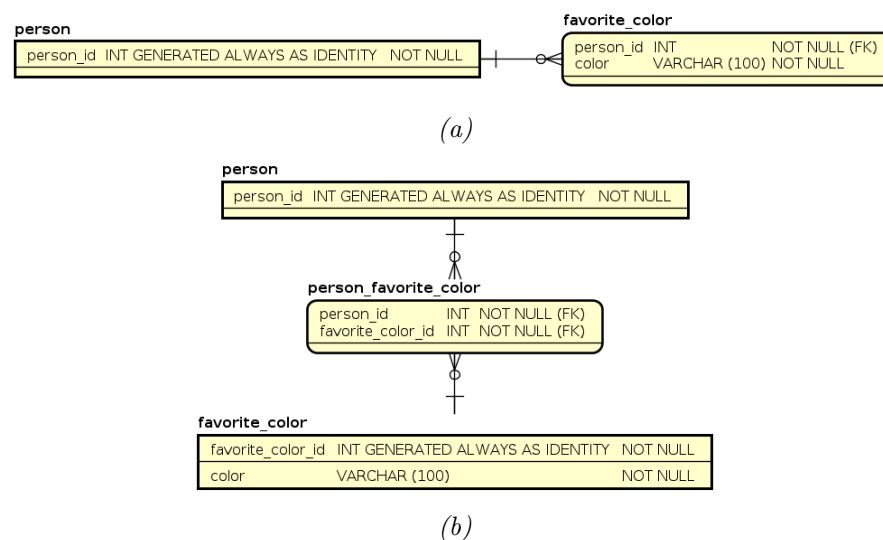 person
person_id INT GENERATED ALWAYS AS IDENTITY NOT NULL
favorite_color
person_id INT NOT NULL (FK)
color VARCHAR (100) NOT NULL
(a)
person
person_id INT GENERATED ALWAYS AS IDENTITY NOT NULL
person_favorite_color
person_id INT NOT NULL (FK)
favorite_color_id INT NOT NULL (FK)
favorite_color
favorite_color_id INT GENERATED ALWAYS AS IDENTITY NOT NULL
color VARCHAR (100) NOT NULL
(b)